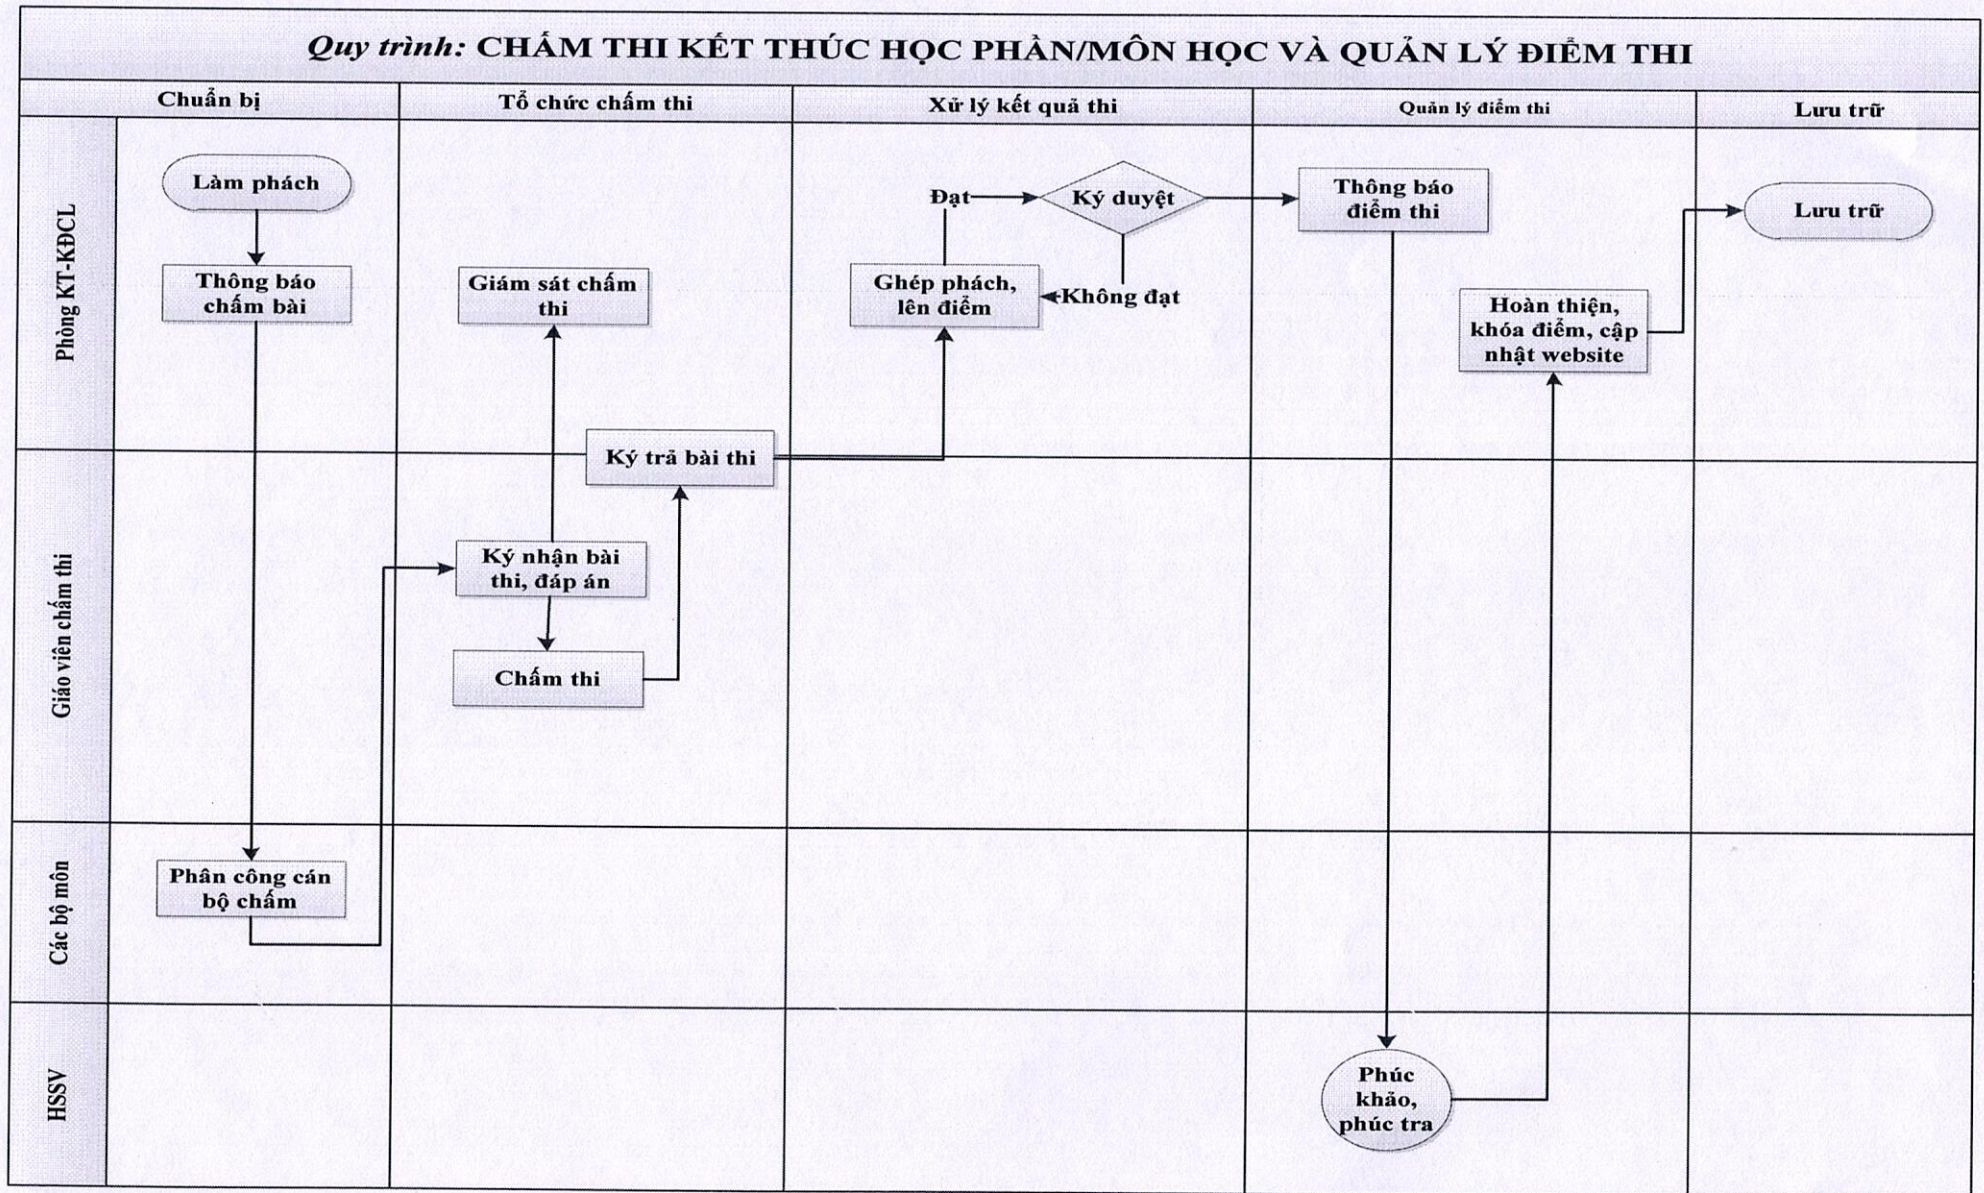 Quy trình: CHẤM THI KẾT THÚC HỌC PHẦN/MÔN HỌC VÀ QUẢN LÝ ĐIỂM THI
Chuẩn bị
Tổ chức chấm thi
Xử lý kết quả thi
Quản lý điểm thi
Lưu trữ
Phòng KT-KĐCL
Làm phách
Thông báo
chấm bài
Giám sát chấm
thi
Đạt
Ký duyệt
Ghép phách,
lên điểm
Không đạt
Thông báo
điểm thi
Hoàn thiện,
khóa điểm, cập
nhật website
Lưu trữ
Ký trả bài thi
Giáo viên chấm thi
Ký nhận bài
thi, đáp án
Chấm thi
Các bộ môn
Phân công cán
bộ chấm
HSSV
Phúc
khảo,
phúc tra